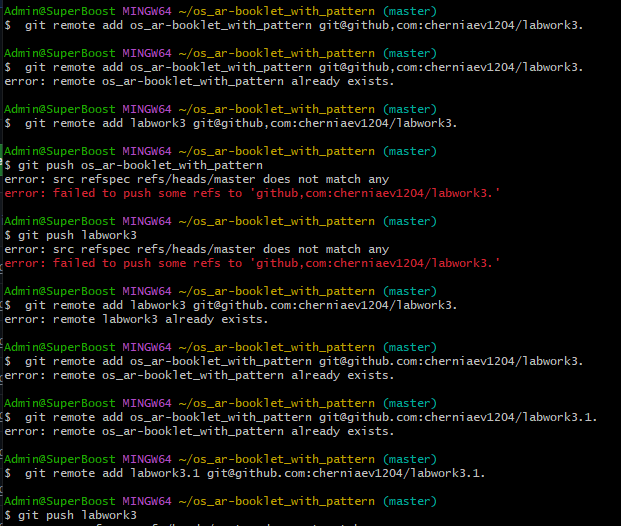 Admin@SuperBoost MINGW64 ~/os_ar-booklet_with_pattern (master)
$  git remote add os_ar-booklet_with_pattern git@github,com:cherniaev1204/labwork3.

Admin@SuperBoost MINGW64 ~/os_ar-booklet_with_pattern (master)
$  git remote add os_ar-booklet_with_pattern git@github,com:cherniaev1204/labwork3.
error: remote os_ar-booklet_with_pattern already exists.

Admin@SuperBoost MINGW64 ~/os_ar-booklet_with_pattern (master)
$  git remote add labwork3 git@github,com:cherniaev1204/labwork3.

Admin@SuperBoost MINGW64 ~/os_ar-booklet_with_pattern (master)
$ git push os_ar-booklet_with_pattern
error: src refspec refs/heads/master does not match any
error: failed to push some refs to 'github,com:cherniaev1204/labwork3.'

Admin@SuperBoost MINGW64 ~/os_ar-booklet_with_pattern (master)
$ git push labwork3
error: src refspec refs/heads/master does not match any
error: failed to push some refs to 'github,com:cherniaev1204/labwork3.'

Admin@SuperBoost MINGW64 ~/os_ar-booklet_with_pattern (master)
$  git remote add labwork3 git@github.com:cherniaev1204/labwork3.
error: remote labwork3 already exists.

Admin@SuperBoost MINGW64 ~/os_ar-booklet_with_pattern (master)
$  git remote add os_ar-booklet_with_pattern git@github.com:cherniaev1204/labwork3.
error: remote os_ar-booklet_with_pattern already exists.

Admin@SuperBoost MINGW64 ~/os_ar-booklet_with_pattern (master)
$  git remote add os_ar-booklet_with_pattern git@github.com:cherniaev1204/labwork3.1.
error: remote os_ar-booklet_with_pattern already exists.

Admin@SuperBoost MINGW64 ~/os_ar-booklet_with_pattern (master)
$  git remote add labwork3.1 git@github.com:cherniaev1204/labwork3.1.

Admin@SuperBoost MINGW64 ~/os_ar-booklet_with_pattern (master)
$ git push labwork3